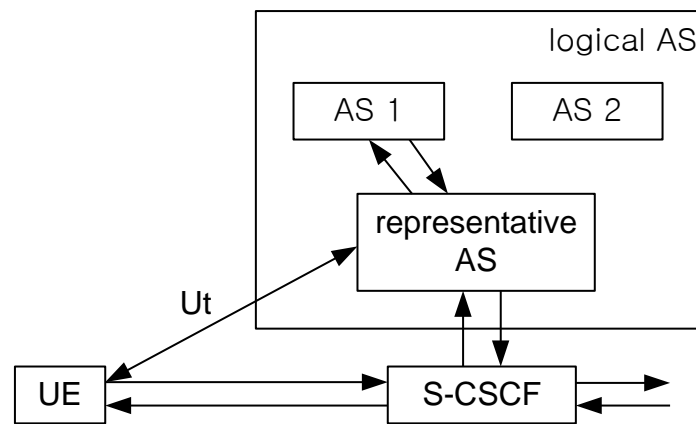 logical AS
AS 1
AS 2
representative
AS
Ut
UE
S-CSCF